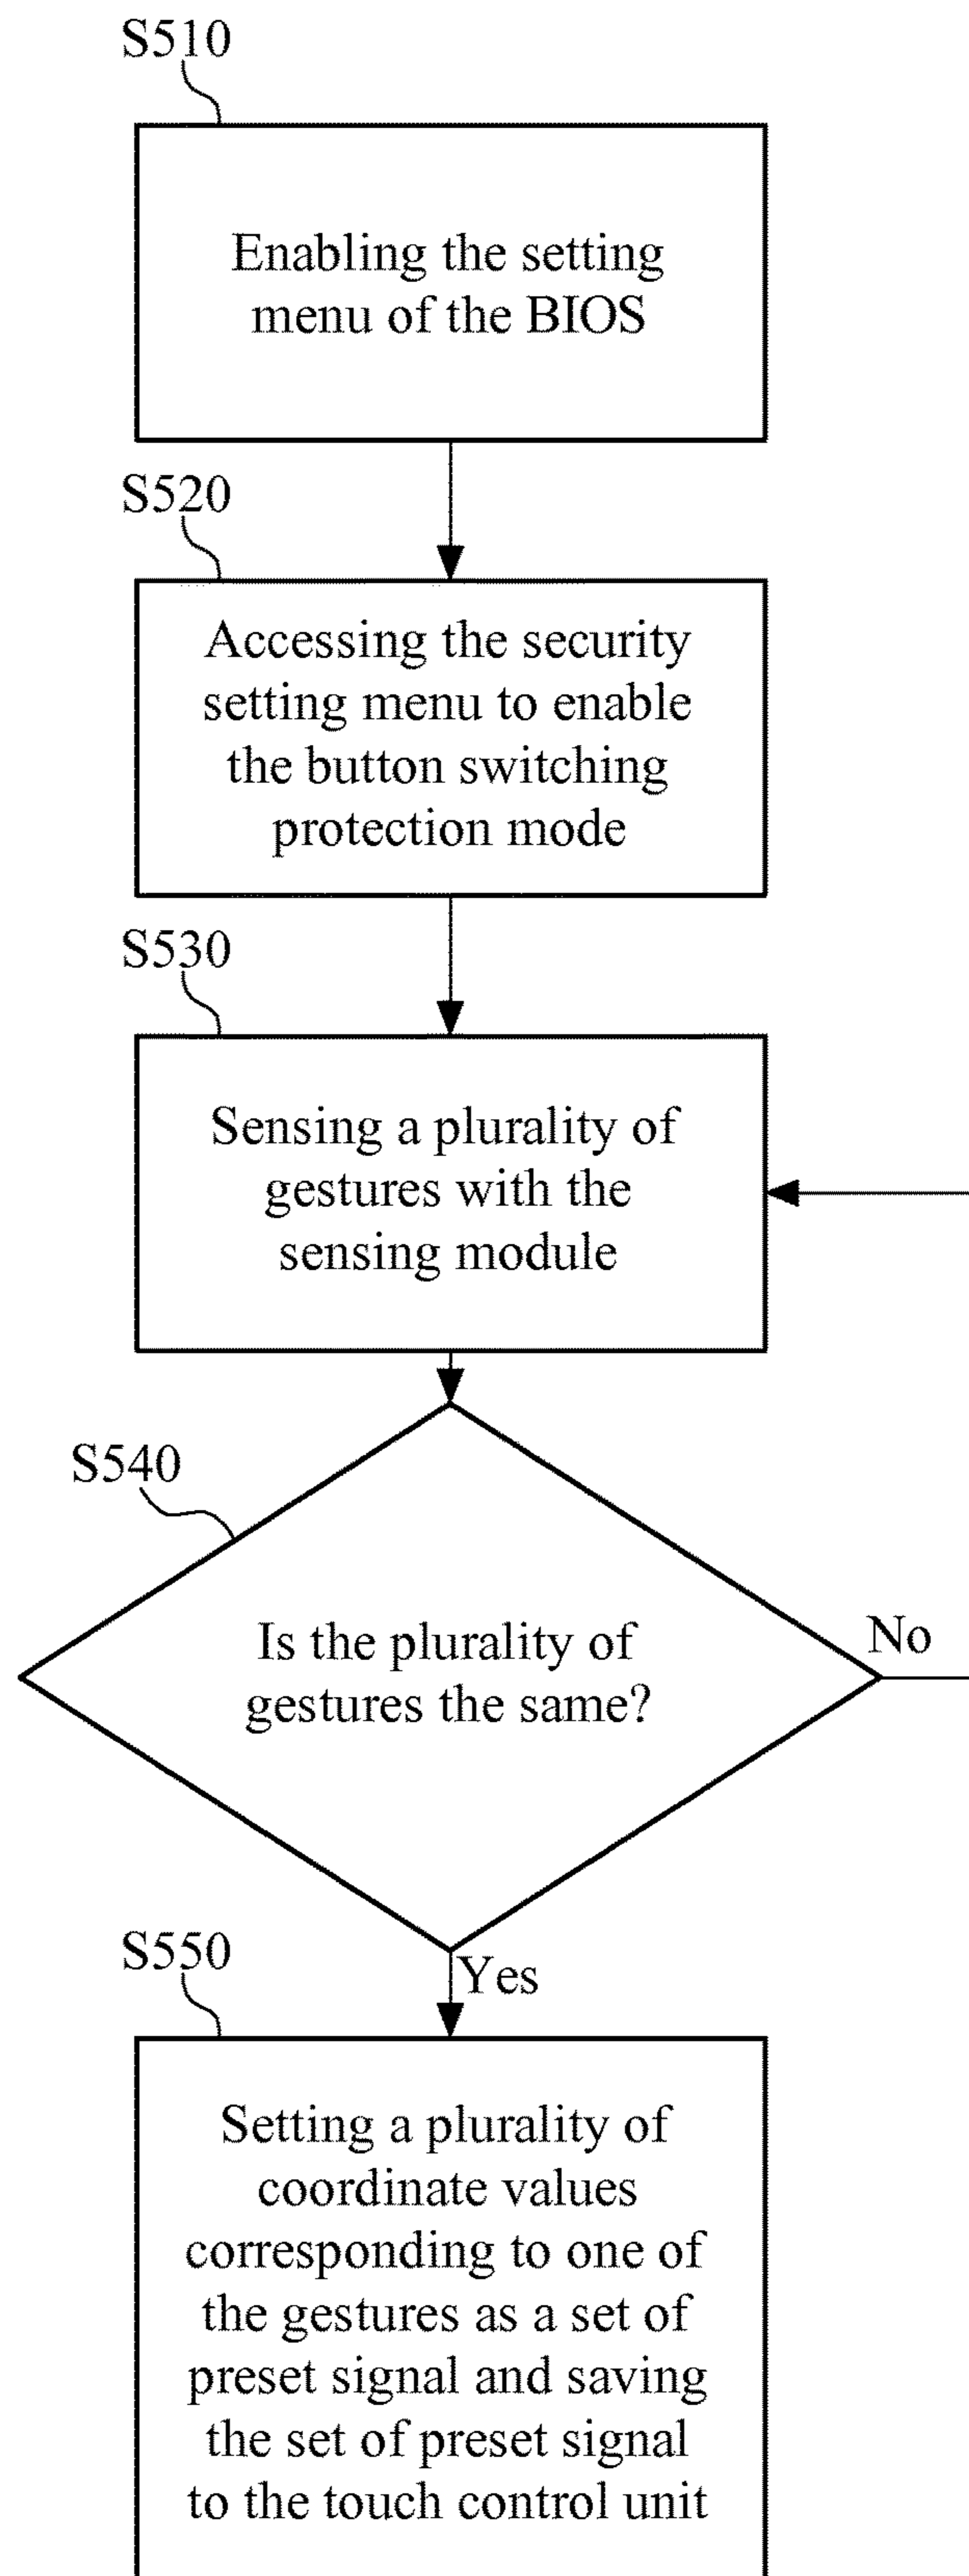 S510
Enabling the setting
menu of the BIOS
S520
Accessing the security
setting menu to enable
the button switching
protection mode
S530
Sensing a plurality of
gestures with the
sensing module
S540
Is the plurality of
gestures the same?
No
Yes
S550
Setting a plurality of
coordinate values
corresponding to one of
the gestures as a set of
preset signal and saving
the set of preset signal
to the touch control unit